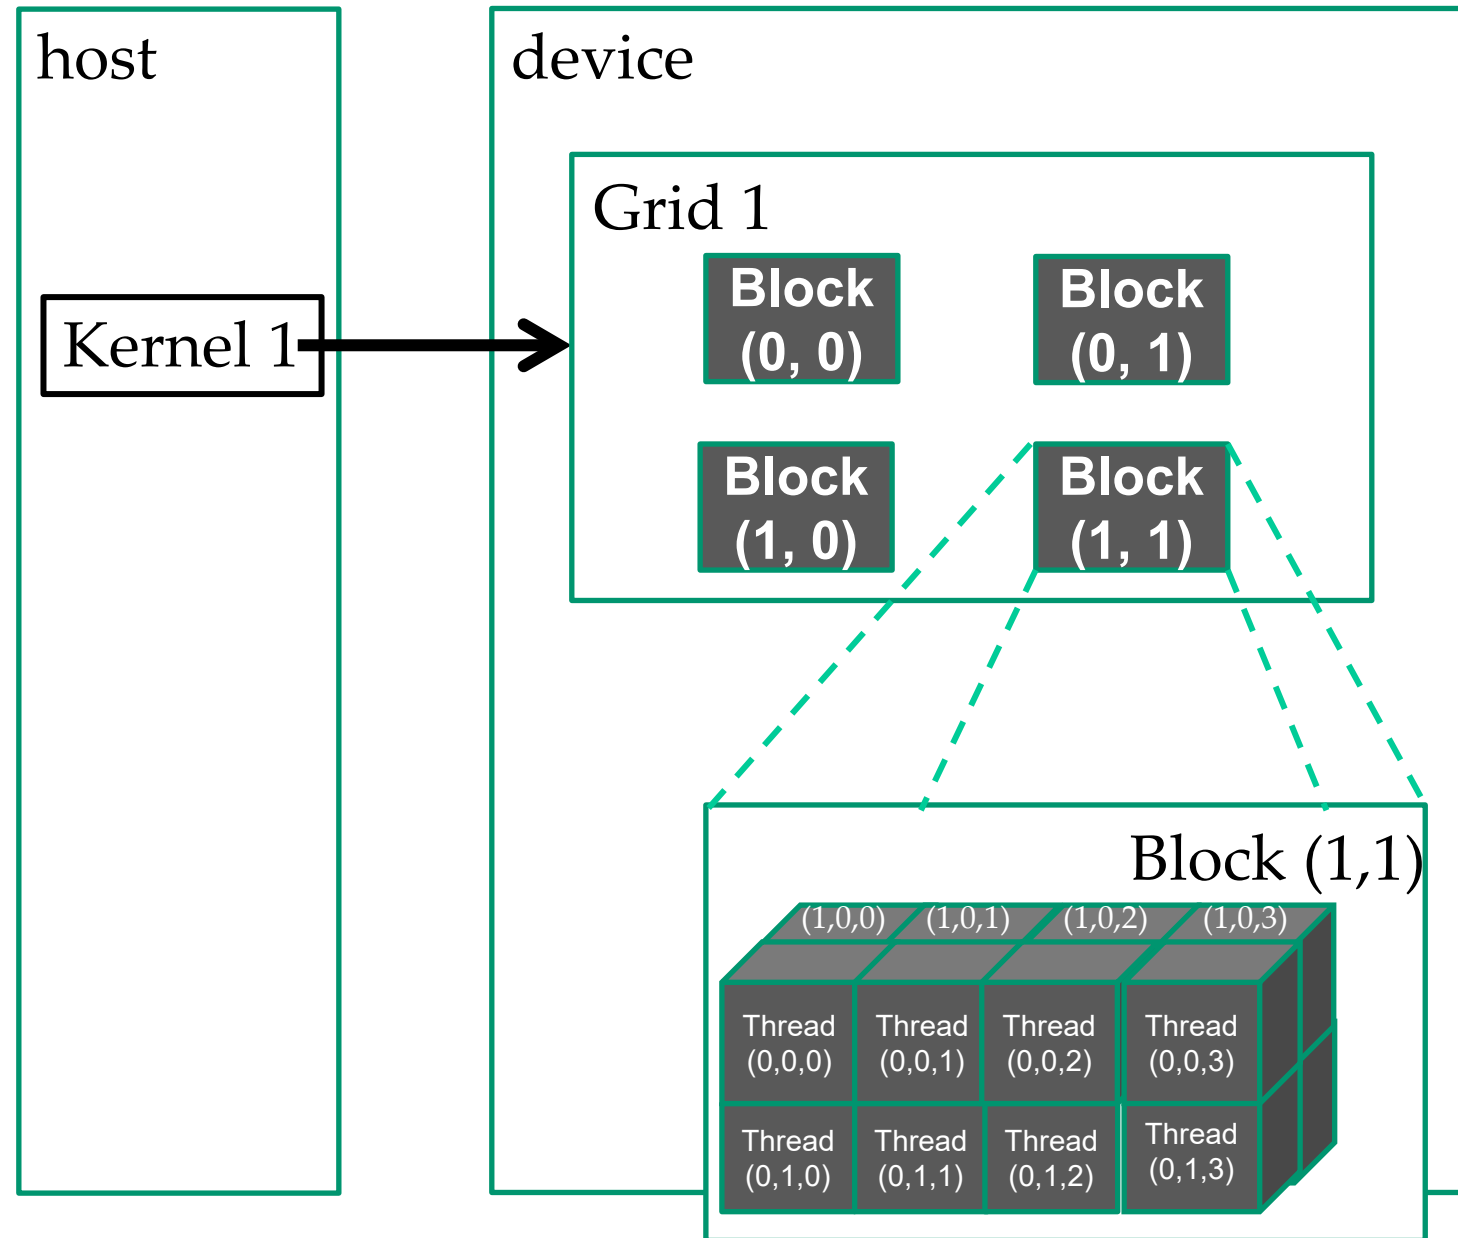 host
device
Grid 1
Block
(0, 0)
Block
(0, 1)
Kernel 1
Block
(1, 0)
Block
(1, 1)
Block (1,1)
(1,0,0)
(1,0,1)
(1,0,2)
(1,0,3)
Thread
(0,0,0)
Thread
(0,0,1)
Thread
(0,0,2)
Thread
(0,0,3)
Thread
(0,1,0)
Thread
(0,1,1)
Thread
(0,1,2)
Thread
(0,1,3)